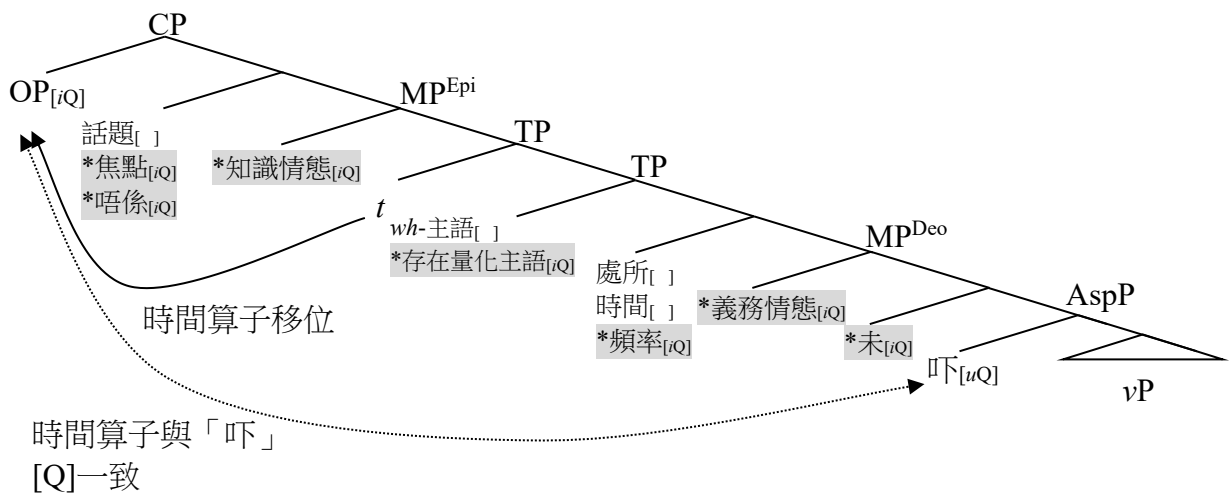 CP
OP[iQ]
MP^Epi
話題[ ]
*焦點[iQ]
*唔係[iQ]
*知識情態[iQ]
TP
TP
t
wh-主語[ ]
*存在量化主語[iQ]
MP^Deo
處所[ ]
時間[ ]
*頻率[iQ]
*義務情態[iQ]
AspP
*未[iQ]
吓[uQ]
vP
時間算子移位
時間算子與「吓」
[Q]一致